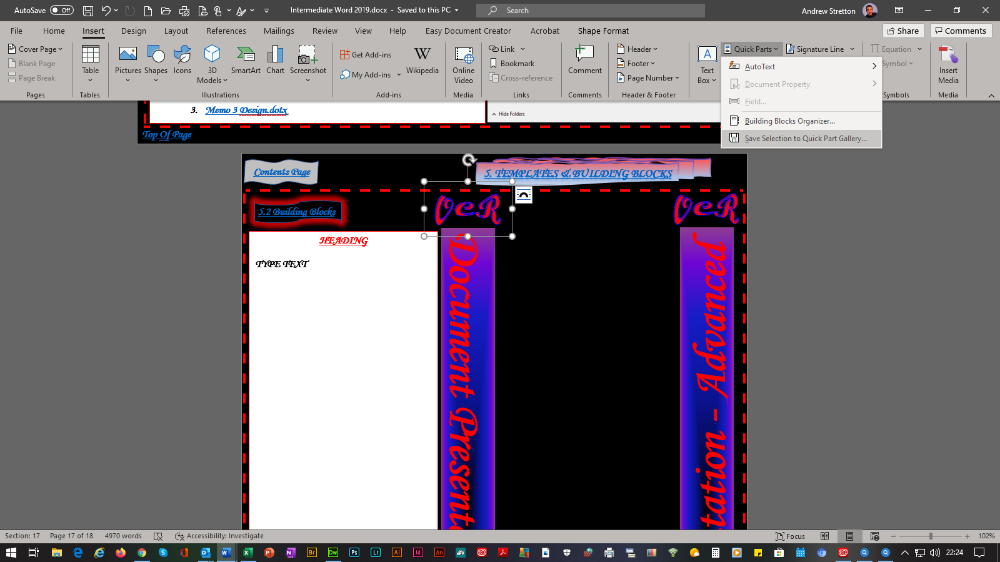 AutoSave Off Intermediate Word 2019.docx - Saved to this PC Search Andrew Stretton
File Home Insert Design Layout References Mailings Review View Help Easy Document Creator Acrobat Shape Format Share Comments
Cover Page
Blank Page
Page Break
Pages
Table
Tables
Pictures Shapes Icons 3D Models SmartArt Chart Screenshot
Illustrations
Get Add-ins
My Add-ins
Wikipedia
Add-ins
Online Video
Media
Link
Bookmark
Cross-reference
Links
Comment
Comments
Header
Footer
Page Number
Header & Footer
Text Box
Quick Parts Signature Line
Equation
Symbol
Symbols
Insert Media
Media
AutoText
Document Property
Field...
Building Blocks Organizer...
Save Selection to Quick Part Gallery...
3. Memo 3 Design.dotx
Hide Folders
Top Of Page
Contents Page
5. TEMPLATES & BUILDING BLOCKS
5.2 Building Blocks
OCR
OCR
HEADING
TYPE TEXT
Document Presenta
tation - Advanced
Section: 17 Page 17 of 18 4970 words Accessibility: Investigate Focus 102%
22:24